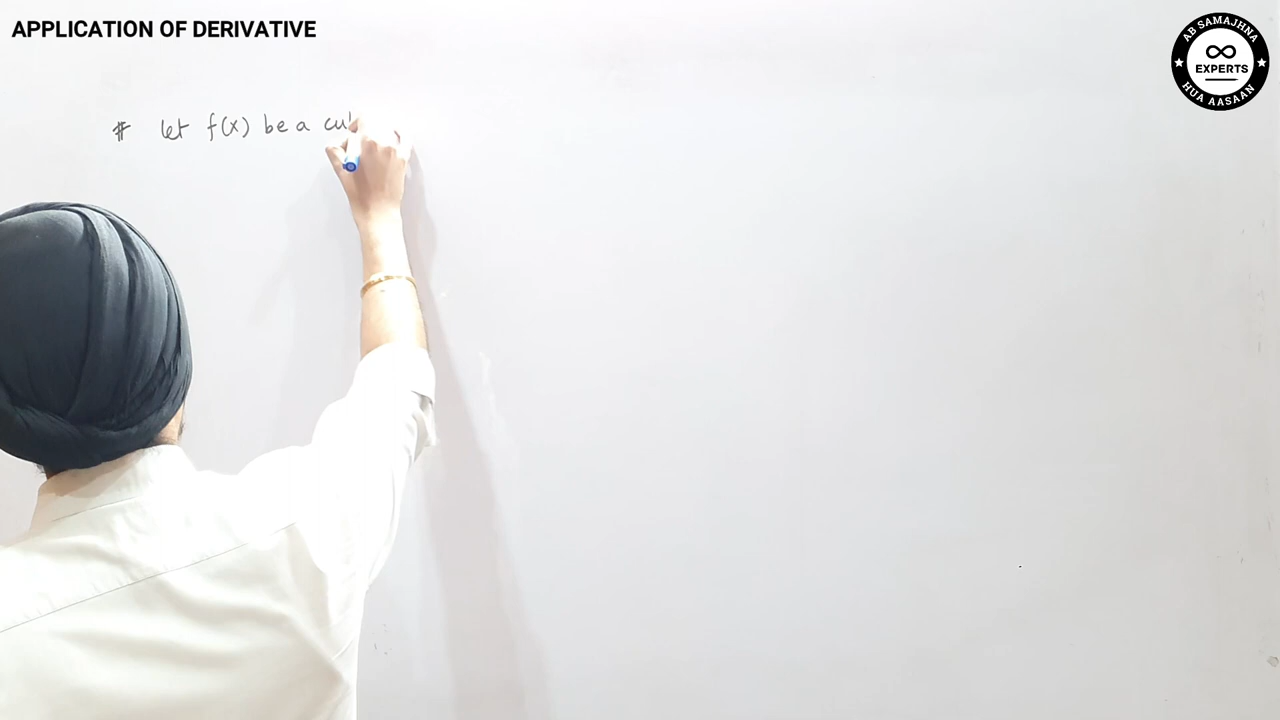 APPLICATION OF DERIVATIVE
AB SAMAJHNA
∞
EXPERTS
HUA AASAAN
# let f(x) be a cu